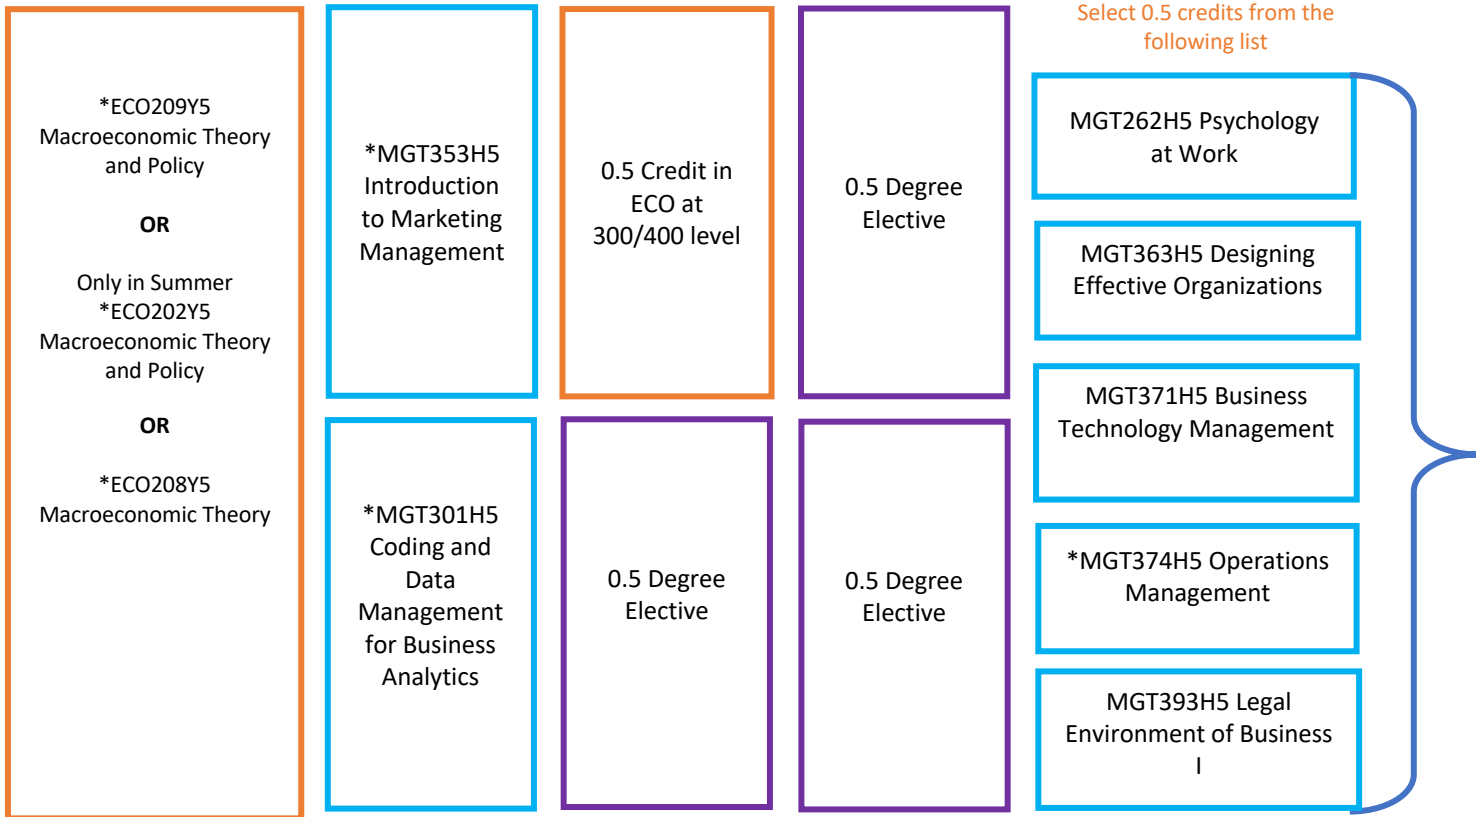 *ECO209Y5
Macroeconomic Theory
and Policy
OR
Only in Summer
*ECO202Y5
Macroeconomic Theory
and Policy
OR
*ECO208Y5
Macroeconomic Theory
*MGT353H5
Introduction
to Marketing
Management
*MGT301H5
Coding and
Data
Management
for Business
Analytics
0.5 Credit in
ECO at
300/400 level
0.5 Degree
Elective
0.5 Degree
Elective
0.5 Degree
Elective
Select 0.5 credits from the
following list
MGT262H5 Psychology
at Work
MGT363H5 Designing
Effective Organizations
MGT371H5 Business
Technology Management
*MGT374H5 Operations
Management
MGT393H5 Legal
Environment of Business
I